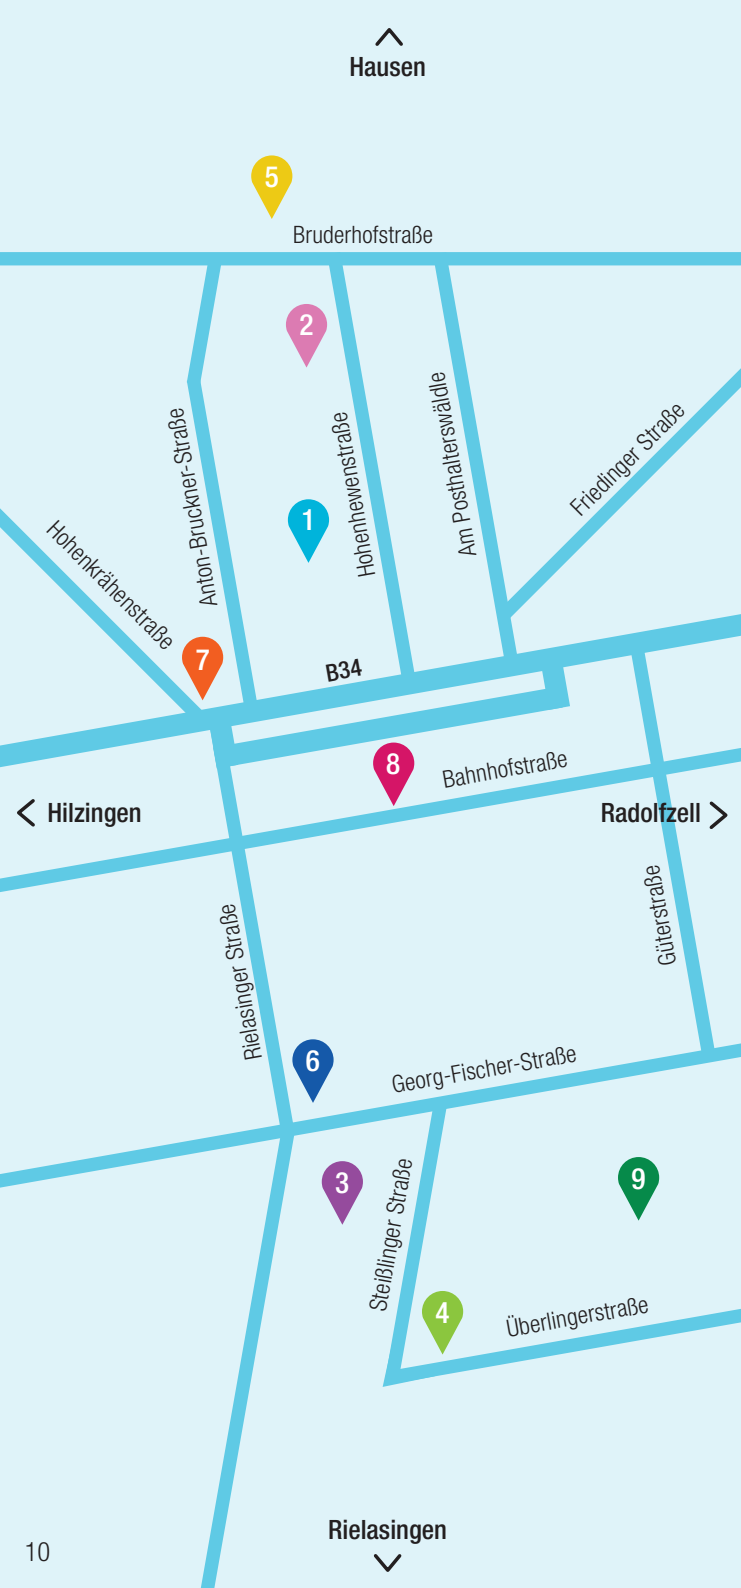 Hausen
5
Bruderhofstraße
2
Anton-Bruckner-Straße
Hohenhewenstraße
Am Posthalterswäldle
Friedinger Straße
1
Hohenkrähenstraße
7
B34
8
Bahnhofstraße
Hilzingen
Radolfzell
Güterstraße
Rielasinger Straße
6
Georg-Fischer-Straße
3
Steißlinger Straße
9
4
Überlingerstraße
Rielasingen
10